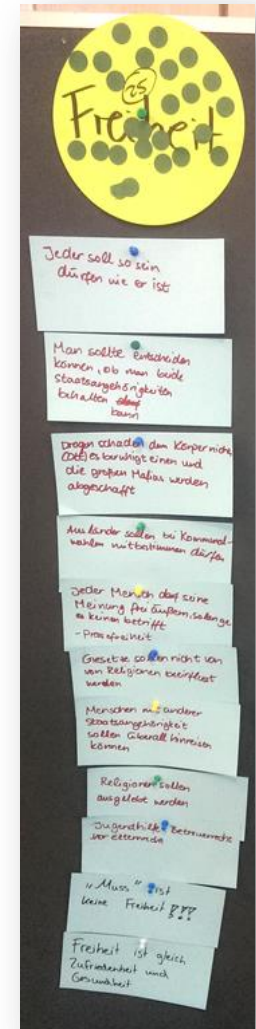 25
Freiheit
Jeder soll so sein
dürfen wie er ist
Man sollte entscheiden
können, ob man beide
Staatsangehörigkeiten
behalten
kann
Drogen schaden dem Körper nicht
es beruhigt einen und
die großen Mafias werden
abgeschafft
Ausländer sollen bei Kommunal-
wahlen mitbestimmen dürfen
Jeder Mensch darf seine
Meinung frei äußern, solange
es keinen betrifft
- Pressefreiheit
Gesetze sollen nicht von
von Religionen beeinflusst
werden
Menschen mit anderer
Staatsangehörigkeit
sollen überall hinreisen
können
Religionen sollen
ausgelebt werden
Jugendhilfe Betreuerrecht
vor elternrecht
"Muss" ist
keine Freiheit !!!
Freiheit ist gleich
Zufriedenheit und
Gesundheit